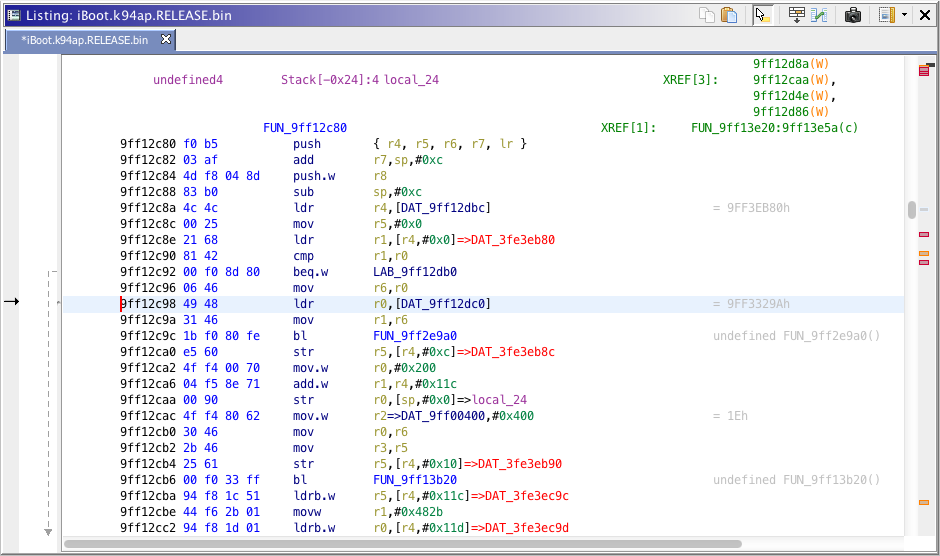 Listing: iBoot.k94ap.RELEASE.bin
*iBoot.k94ap.RELEASE.bin
9ff12d8a(W)
undefined4 Stack[-0x24]:4 local_24 XREF[3]: 9ff12caa(W),
9ff12d4e(W),
9ff12d86(W)
FUN_9ff12c80 XREF[1]: FUN_9ff13e20:9ff13e5a(c)
9ff12c80 f0 b5 push { r4, r5, r6, r7, lr }
9ff12c82 03 af add r7,sp,#0xc
9ff12c84 4d f8 04 8d push.w r8
9ff12c88 83 b0 sub sp,#0xc
9ff12c8a 4c 4c ldr r4,[DAT_9ff12dbc] = 9FF3EB80h
9ff12c8c 00 25 mov r5,#0x0
9ff12c8e 21 68 ldr r1,[r4,#0x0]=>DAT_3fe3eb80
9ff12c90 81 42 cmp r1,r0
9ff12c92 00 f0 8d 80 beq.w LAB_9ff12db0
9ff12c96 06 46 mov r6,r0
9ff12c98 49 48 ldr r0,[DAT_9ff12dc0] = 9FF3329Ah
9ff12c9a 31 46 mov r1,r6
9ff12c9c 1b f0 80 fe bl FUN_9ff2e9a0 undefined FUN_9ff2e9a0()
9ff12ca0 e5 60 str r5,[r4,#0xc]=>DAT_3fe3eb8c
9ff12ca2 4f f4 00 70 mov.w r0,#0x200
9ff12ca6 04 f5 8e 71 add.w r1,r4,#0x11c
9ff12caa 00 90 str r0,[sp,#0x0]=>local_24
9ff12cac 4f f4 80 62 mov.w r2=>DAT_9ff00400,#0x400 = 1Eh
9ff12cb0 30 46 mov r0,r6
9ff12cb2 2b 46 mov r3,r5
9ff12cb4 25 61 str r5,[r4,#0x10]=>DAT_3fe3eb90
9ff12cb6 00 f0 33 ff bl FUN_9ff13b20 undefined FUN_9ff13b20()
9ff12cba 94 f8 1c 51 ldrb.w r5,[r4,#0x11c]=>DAT_3fe3ec9c
9ff12cbe 44 f6 2b 01 movw r1,#0x482b
9ff12cc2 94 f8 1d 01 ldrb.w r0,[r4,#0x11d]=>DAT_3fe3ec9d